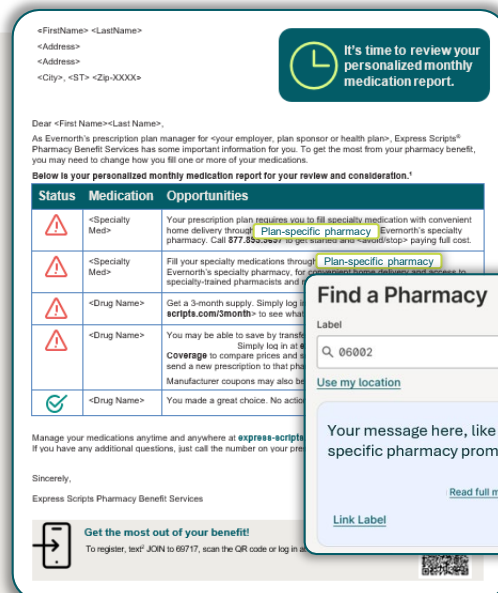 <FirstName> <LastName>
<Address>
<Address>
<City>, <ST> <Zip-XXXX>
It's time to review your
personalized monthly
medication report.
Dear <First Name><Last Name>,
As Evernorth's prescription plan manager for <your employer, plan sponsor or health plan>, Express Scripts®
Pharmacy Benefit Services has some important information for you. To get the most from your pharmacy benefit,
you may need to change how you fill one or more of your medications.
Below is your personalized monthly medication report for your review and consideration.¹
Status Medication Opportunities
<Specialty
Med>
Your prescription plan requires you to fill specialty medication with convenient
home delivery through Plan-specific pharmacy Evernorth's specialty
pharmacy. Call to get started and <avoid/stop> paying full cost.
<Specialty
Med>
Fill your specialty medications through Plan-specific pharmacy
Evernorth's specialty pharmacy, for convenient home delivery and access to
specialty-trained pharmacists and
<Drug Name>
Get a 3-month supply. Simply log in
scripts.com/3month> to see what
<Drug Name>
You may be able to save by
Simply log in at
Coverage to compare prices and
send a new prescription to that
Manufacturer coupons may also be
<Drug Name>
You made a great choice. No
Manage your medications anytime and anywhere at express-scripts
If you have any additional questions, just call the number on your
Sincerely,
Express Scripts Pharmacy Benefit Services
Get the most out of your benefit!
To register, text² JOIN to 69717, scan the QR code or log in
Find a Pharmacy
Label
06002
Use my location
Your message here, like
specific pharmacy
Read full
Link Label